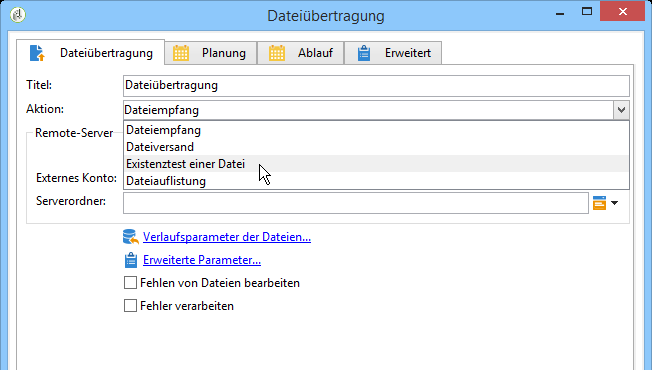 Dateiübertragung
Dateiübertragung Planung Ablauf Erweitert
Titel: Dateiübertragung
Aktion: Dateiempfang
Remote-Server
Dateiempfang
Dateiversand
Existenztest einer Datei
Externes Konto: Dateiauflistung
Serverordner:
Verlaufsparameter der Dateien...
Erweiterte Parameter...
Fehlen von Dateien bearbeiten
Fehler verarbeiten